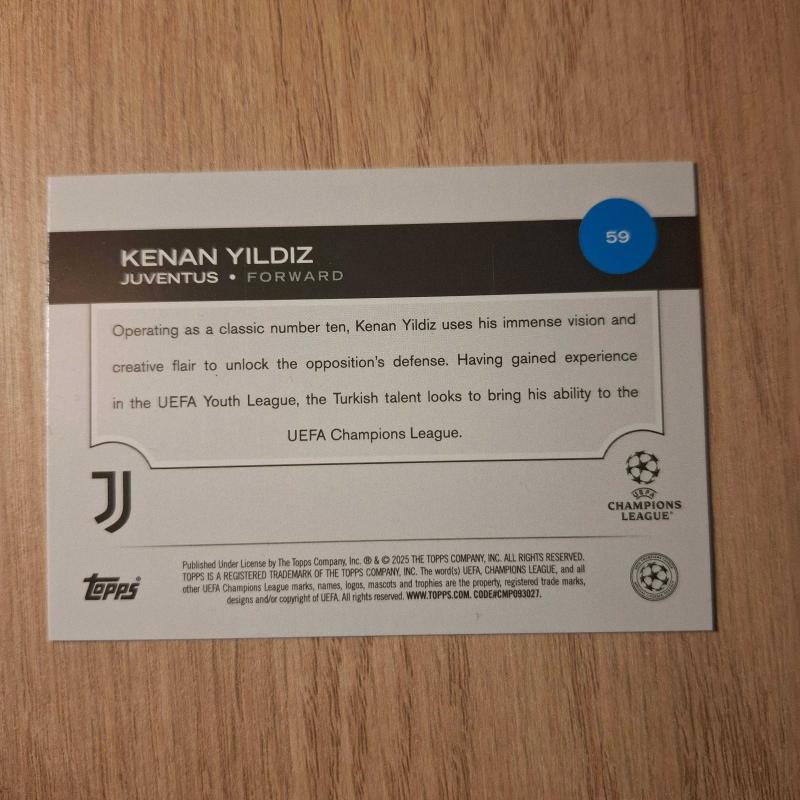 59
KENAN YILDIZ
JUVENTUS • FORWARD
Operating as a classic number ten, Kenan Yildiz uses his immense vision and
creative flair to unlock the opposition's defense. Having gained experience
in the UEFA Youth League, the Turkish talent looks to bring his ability to the
UEFA Champions League.
UEFA
CHAMPIONS
LEAGUE®
Published Under License by The Topps Company, Inc. ® & © 2025 THE TOPPS COMPANY, INC. ALL RIGHTS RESERVED.
TOPPS IS A REGISTERED TRADEMARK OF THE TOPPS COMPANY, INC. The word(s) UEFA, CHAMPIONS LEAGUE, and all
other UEFA Champions League marks, names, logos, mascots and trophies are the property, registered trade marks,
designs and/or copyright of UEFA. All rights reserved. WWW.TOPPS.COM. CODE#CMP093027.
Topps®